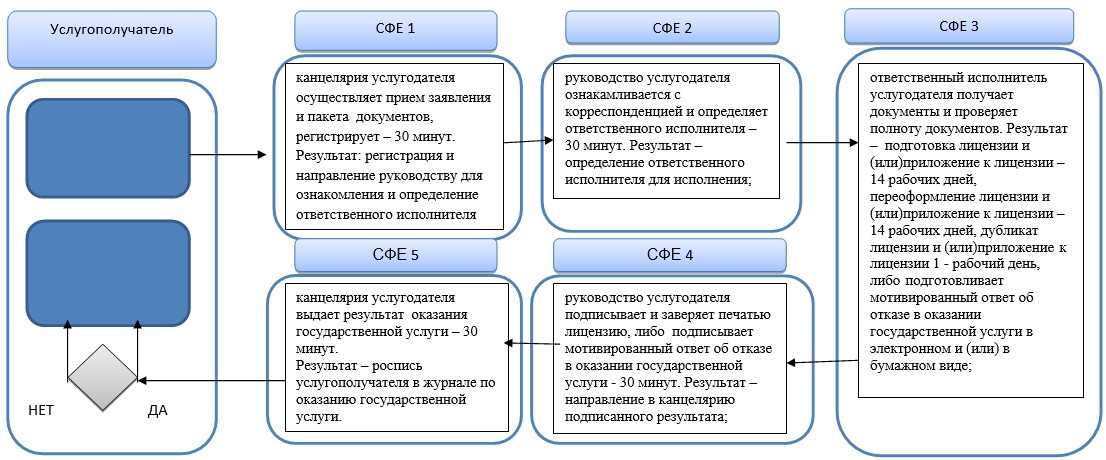 Услугополучатель
СФЕ 1
канцелярия услугодателя
осуществляет прием заявления
и пакета документов,
регистрирует – 30 минут.
Результат: регистрация и
направление руководству для
ознакомления и определение
ответственного исполнителя
СФЕ 2
руководство услугодателя
ознакамливается с
корреспонденцией и определяет
ответственного исполнителя –
30 минут. Результат –
определение ответственного
исполнителя для исполнения;
СФЕ 3
ответственный исполнитель
услугодателя получает
документы и проверяет
полноту документов. Результат
– подготовка лицензии и
(или)приложение к лицензии –
14 рабочих дней,
переоформление лицензии и
(или)приложение к лицензии –
14 рабочих дней, дубликат
лицензии и (или)приложение к
лицензии 1 - рабочий день,
либо подготовливает
мотивированный ответ об
отказе в оказании
государственной услуги в
электронном и (или) в
бумажном виде;
СФЕ 4
руководство услугодателя
подписывает и заверяет печатью
лицензию, либо подписывает
мотивированный ответ об отказе
в оказании государственной
услуги - 30 минут. Результат –
направление в канцелярию
подписанного результата;
СФЕ 5
канцелярия услугодателя
выдает результат оказания
государственной услуги – 30
минут.
Результат – роспись
услугополучателя в журнале по
оказанию государственной
услуги.
НЕТ
ДА